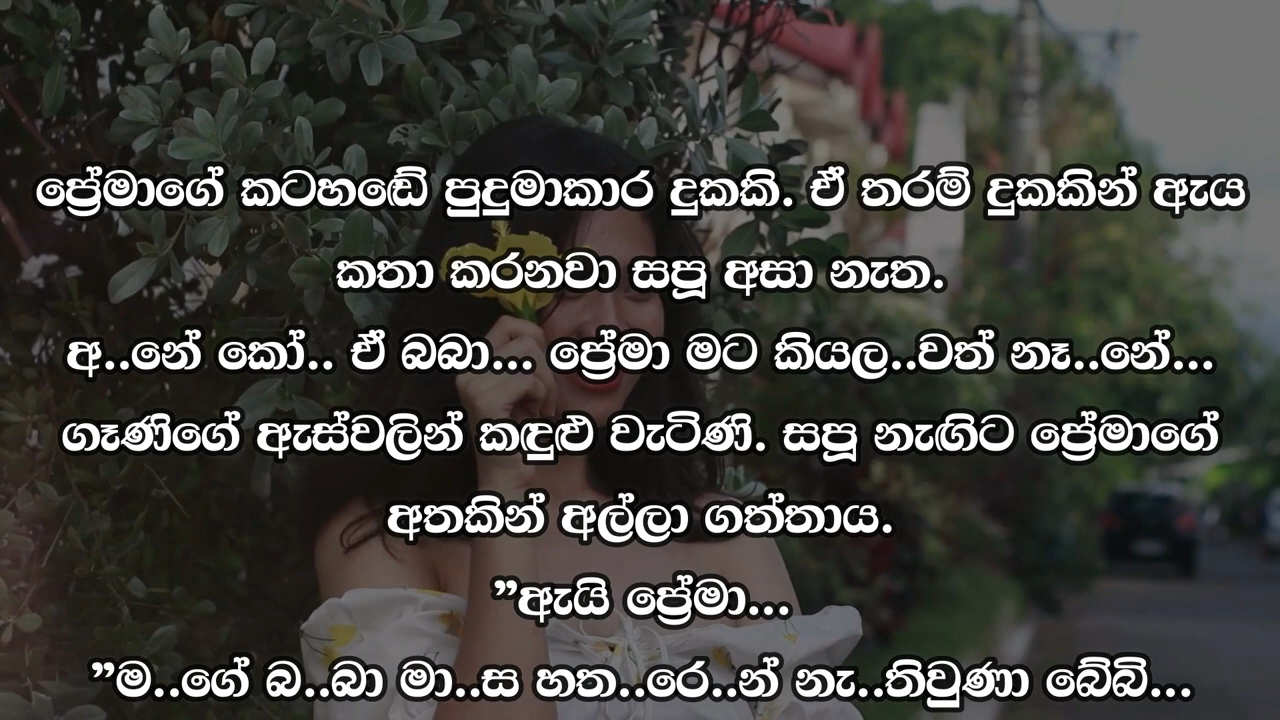 ප්‍රේමාගේ කටහඬේ පුදුමාකාර දුකකි. ඒ තරම් දුකකින් ඇය
කතා කරනවා සපූ අසා නැත.
අ..නේ කෝ.. ඒ බබා... ප්‍රේමා මට කියල..වත් නෑ..නේ...
ගෑණිගේ ඇස්වලින් කඳුළු වැටිණි. සපූ නැඟිට ප්‍රේමාගේ
අතකින් අල්ලා ගත්තාය.
”ඇයි ප්‍රේමා...
”ම..ගේ බ..බා මා..ස හත..රෙ..න් නැ..තිවුණා බේබි...